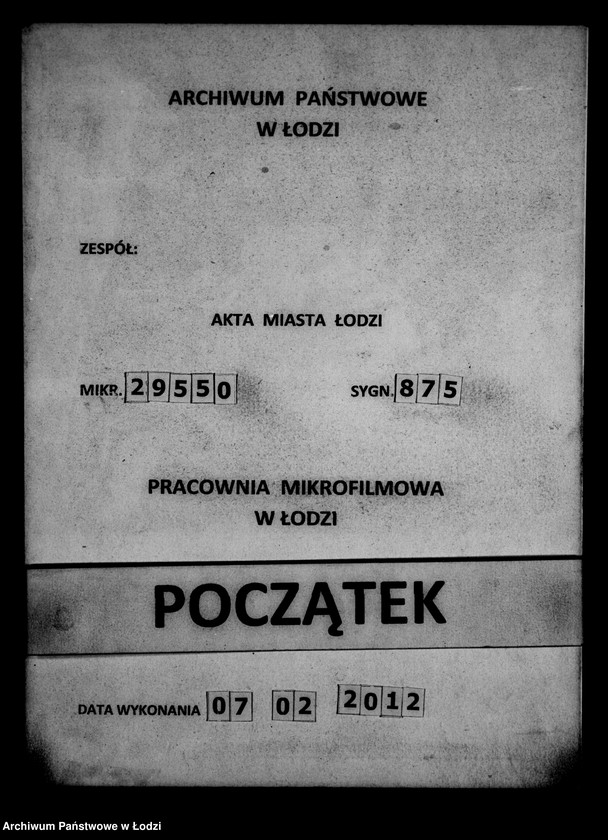 ARCHIWUM PAŃSTWOWE
W ŁODZI
ZESPÓŁ:
AKTA MIASTA ŁODZI
MIKR. 29550 SYGN. 875
PRACOWNIA MIKROFILMOWA
W ŁODZI
POCZĄTEK
DATA WYKONANIA 07 02 2012
Archiwum Państwowe w Łodzi